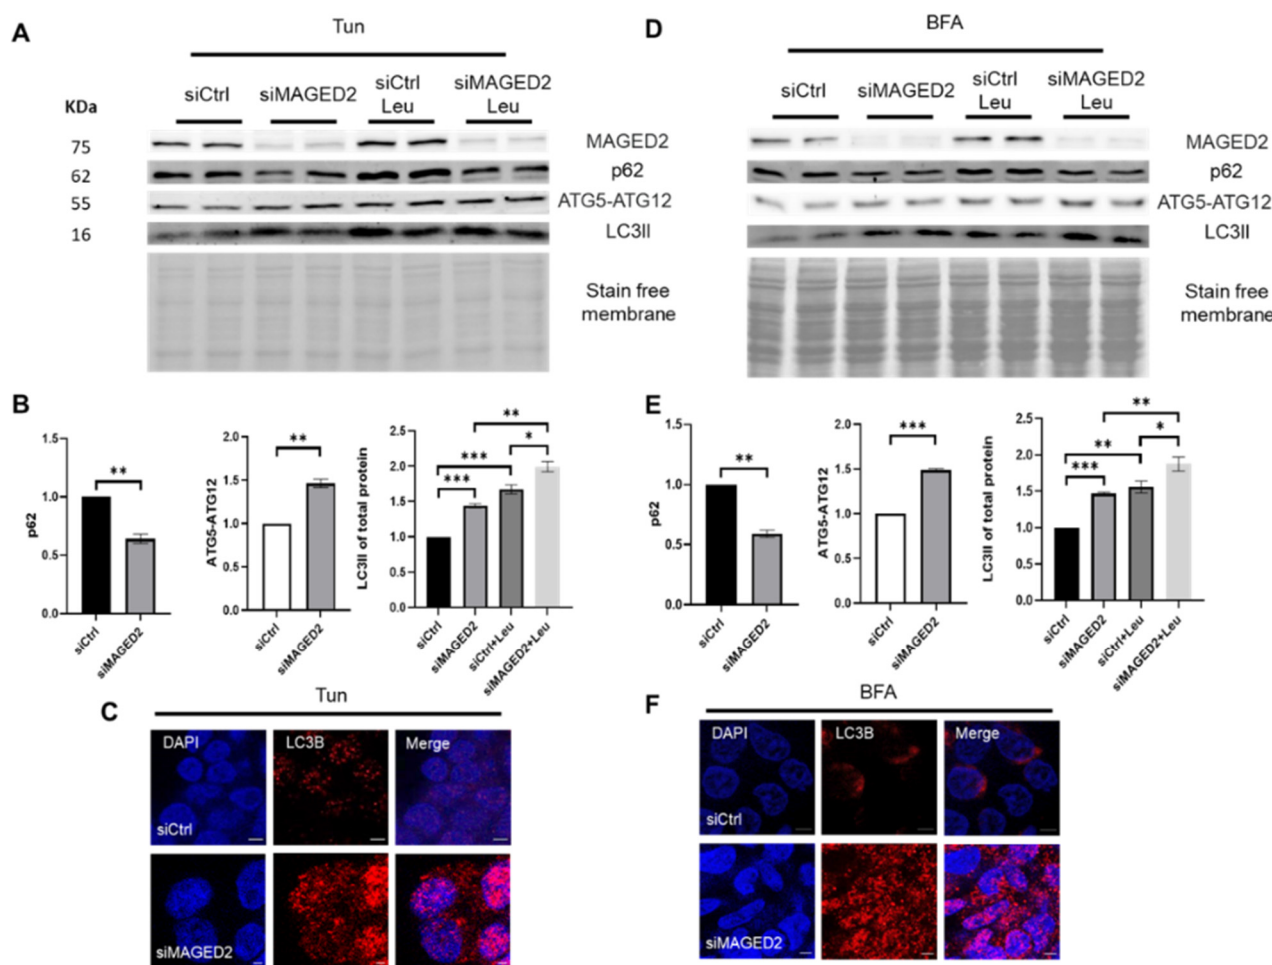 A
Tun
siCtrl siMAGED2 siCtrl Leu siMAGED2 Leu
KDa
75 MAGED2
62 p62
55 ATG5-ATG12
16 LC3II
Stain free
membrane
D
BFA
siCtrl siMAGED2 siCtrl Leu siMAGED2 Leu
MAGED2
p62
ATG5-ATG12
LC3II
Stain free
membrane
B
p62
1.5
1.0
0.5
0.0
**
siCtrl
siMAGED2
ATG5-ATG12
2.0
1.5
1.0
0.5
0.0
**
siCtrl
siMAGED2
LC3II of total protein
2.5
2.0
1.5
1.0
0.5
0.0
**
*
***
***
siCtrl
siMAGED2
siCtrl+Leu
siMAGED2+Leu
E
p62
1.5
1.0
0.5
0.0
**
siCtrl
siMAGED2
ATG5-ATG12
2.0
1.5
1.0
0.5
0.0
***
siCtrl
siMAGED2
LC3II of total protein
2.5
2.0
1.5
1.0
0.5
0.0
**
*
**
***
siCtrl
siMAGED2
siCtrl+Leu
siMAGED2+Leu
C
Tun
DAPI LC3B Merge
siCtrl
siMAGED2
F
BFA
DAPI LC3B Merge
siCtrl
siMAGED2